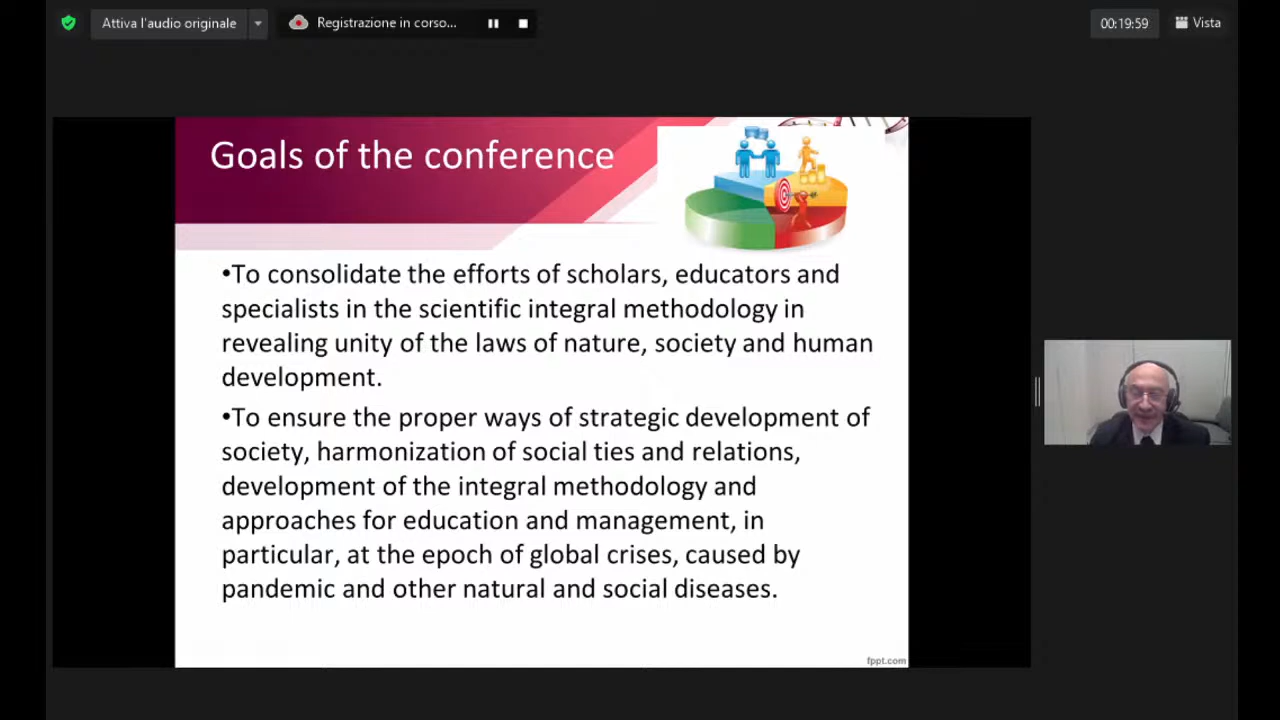 Attiva l'audio originale
Registrazione in corso...
00:19:59
Vista
Goals of the conference
•To consolidate the efforts of scholars, educators and
specialists in the scientific integral methodology in
revealing unity of the laws of nature, society and human
development.
•To ensure the proper ways of strategic development of
society, harmonization of social ties and relations,
development of the integral methodology and
approaches for education and management, in
particular, at the epoch of global crises, caused by
pandemic and other natural and social diseases.
fppt.com